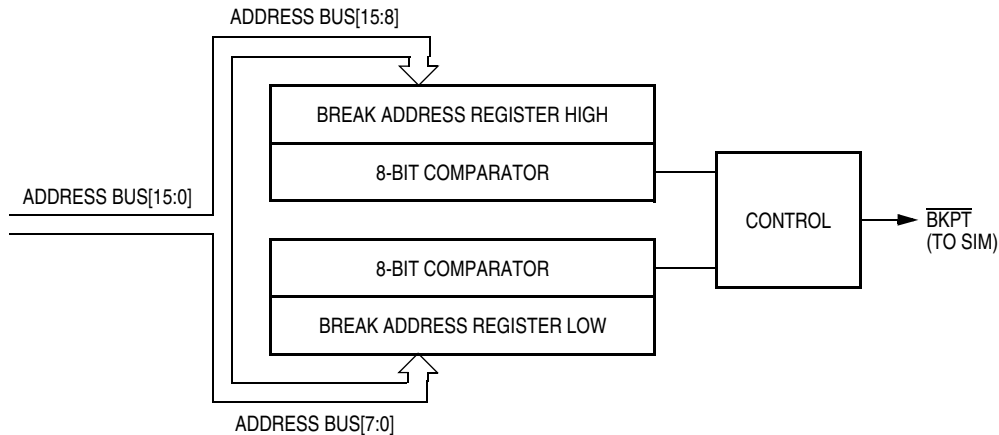 ADDRESS BUS[15:8]
BREAK ADDRESS REGISTER HIGH
8-BIT COMPARATOR
ADDRESS BUS[15:0]
CONTROL
BKPT
(TO SIM)
8-BIT COMPARATOR
BREAK ADDRESS REGISTER LOW
ADDRESS BUS[7:0]